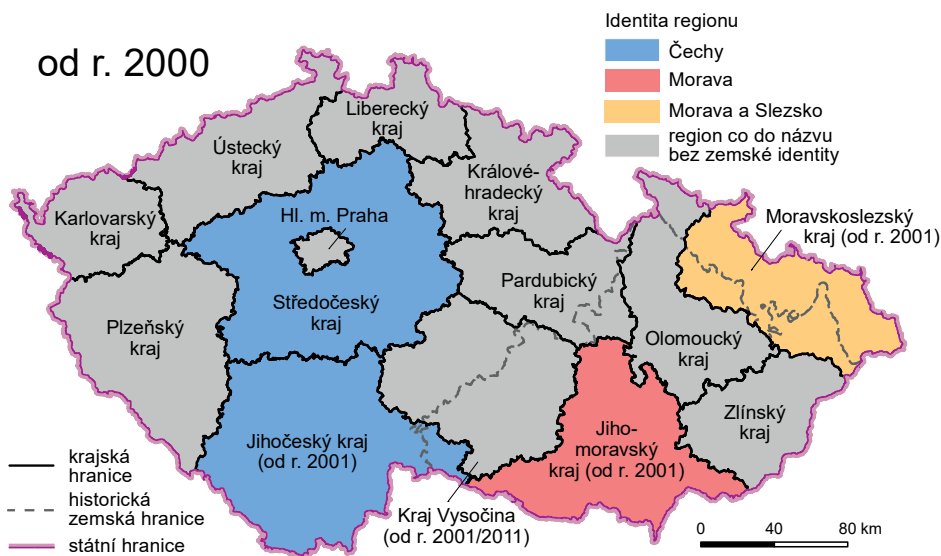 od r. 2000
Identita regionu
Čechy
Morava
Morava a Slezsko
region co do názvu
bez zemské identity
Liberecký
kraj
Ústecký
kraj
Králové-
hradecký
kraj
Karlovarský
kraj
Hl. m. Praha
Moravskoslezský
kraj (od r. 2001)
Pardubický
kraj
Středočeský
kraj
Plzeňský
kraj
Olomoucký
kraj
Zlínský
kraj
Jihočeský kraj
(od r. 2001)
Jiho-
moravský
kraj (od r. 2001)
Kraj Vysočina
(od r. 2001/2011)
krajská
hranice
historická
zemská hranice
státní hranice
0 40 80 km